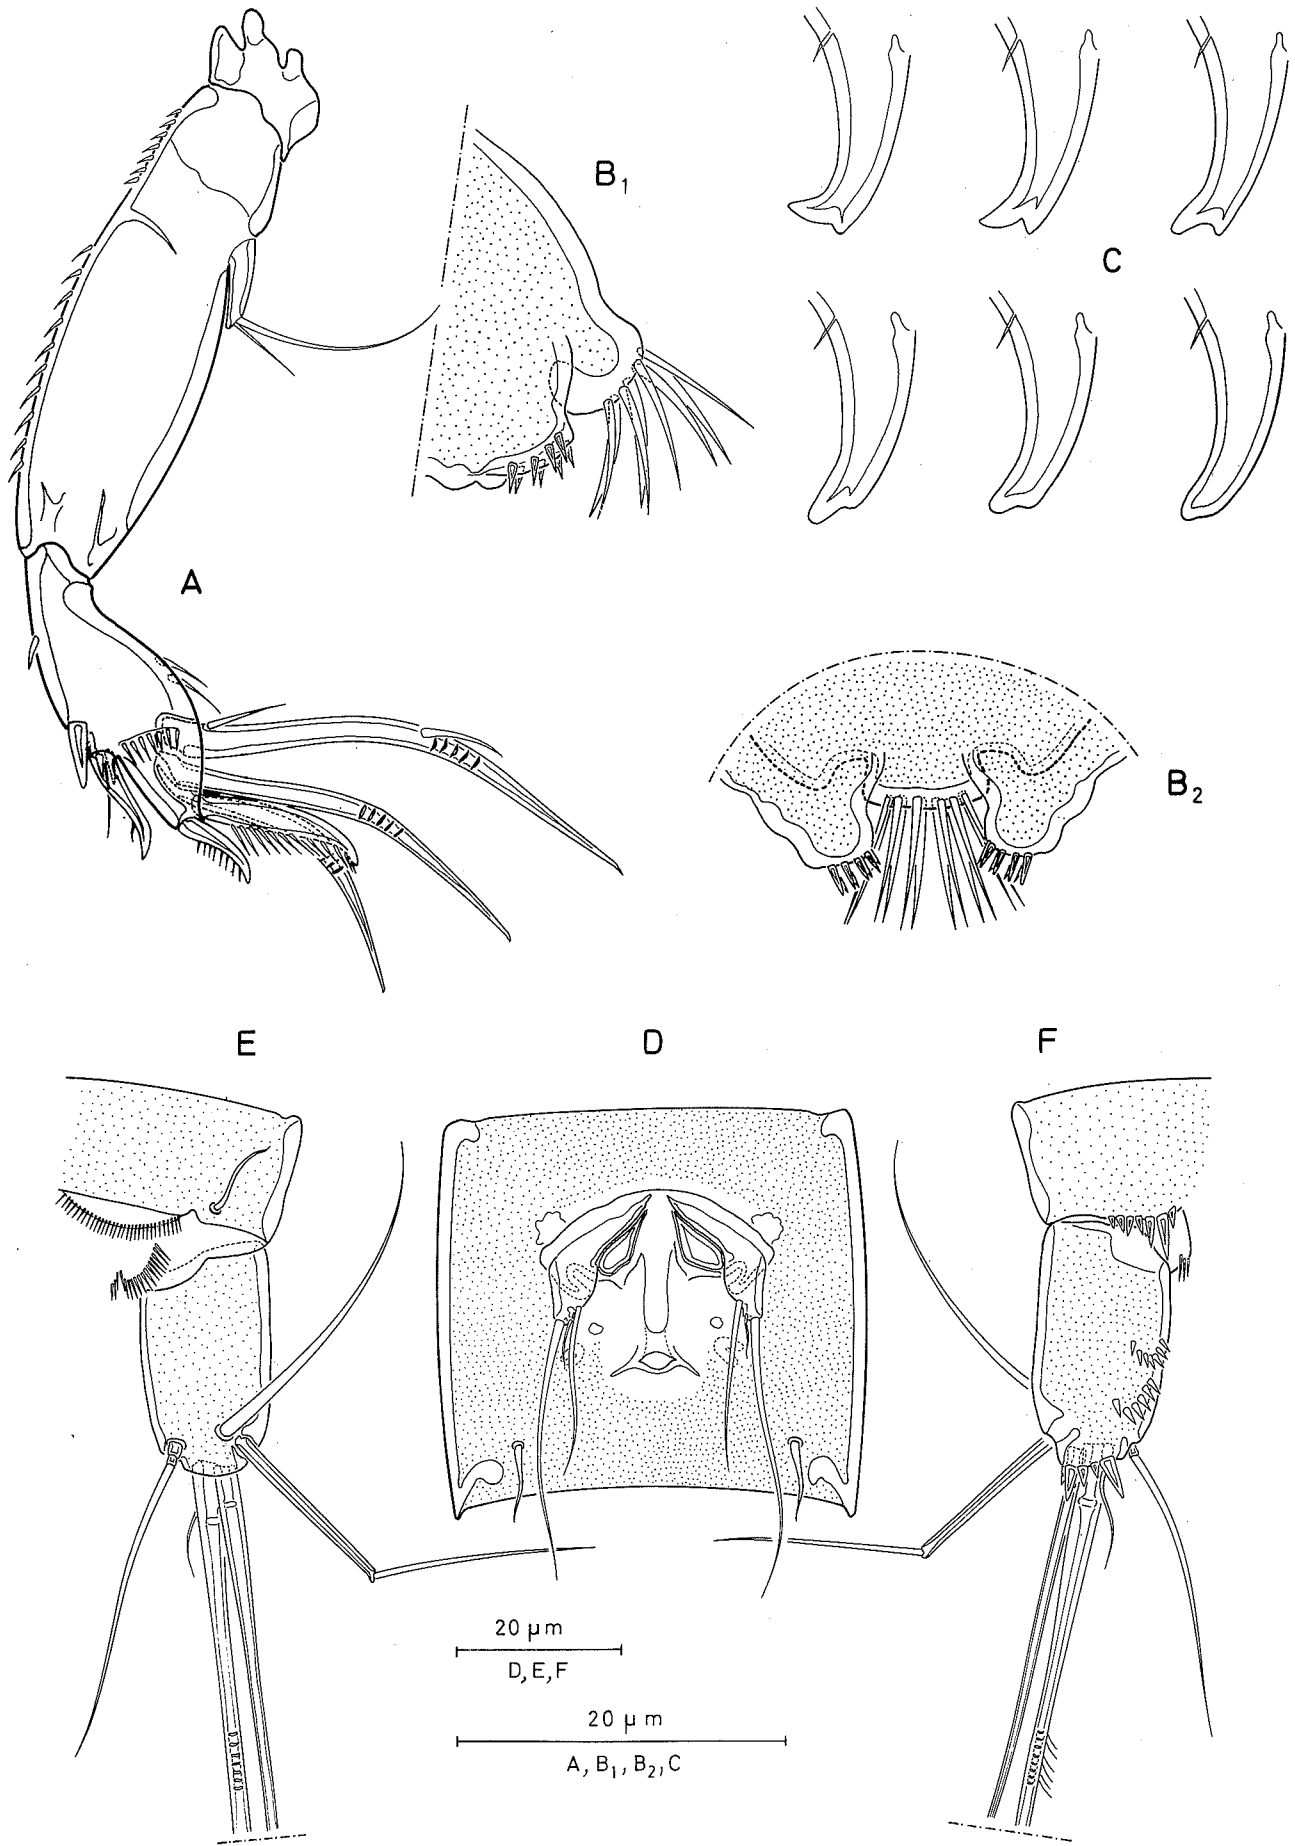 B₁
C
A
B₂
E
D
F
20 µm
D, E, F
20 µm
A, B₁, B₂, C